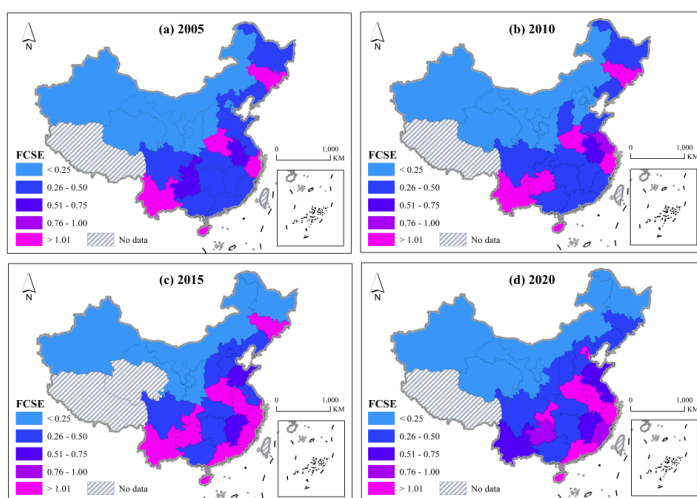 (a) 2005
N
FCSE
< 0.25
0.26 - 0.50
0.51 - 0.75
0.76 - 1.00
> 1.01
No data
0
1,000
KM
(b) 2010
N
FCSE
< 0.25
0.26 - 0.50
0.51 - 0.75
0.76 - 1.00
> 1.01
No data
0
1,000
KM
(c) 2015
N
FCSE
< 0.25
0.26 - 0.50
0.51 - 0.75
0.76 - 1.00
> 1.01
No data
0
1,000
KM
(d) 2020
N
FCSE
< 0.25
0.26 - 0.50
0.51 - 0.75
0.76 - 1.00
> 1.01
No data
0
1,000
KM